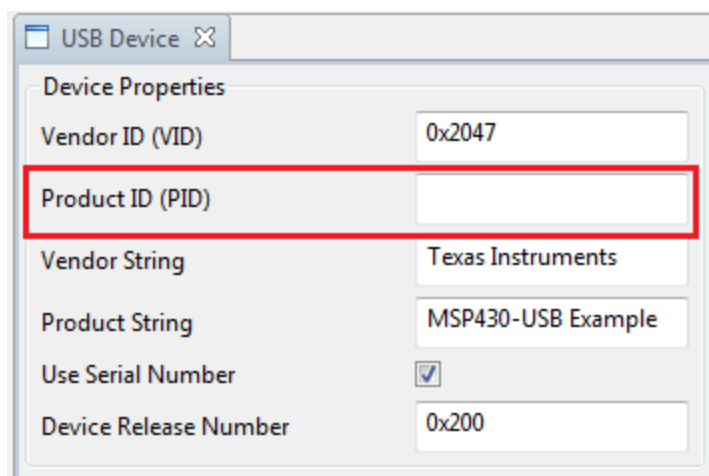 USB Device
Device Properties
Vendor ID (VID) 0x2047
Product ID (PID)
Vendor String Texas Instruments
Product String MSP430-USB Example
Use Serial Number
Device Release Number 0x200